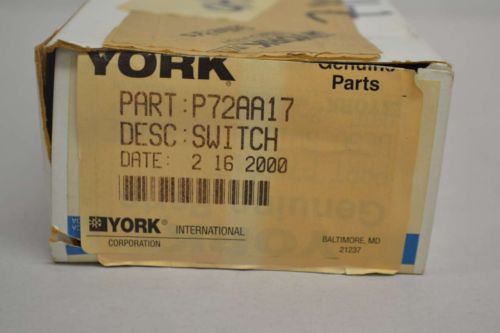 YORK
Genuine
Parts
PART:P72AA17
DESC:SWITCH
DATE: 2 16 2000
YORK® INTERNATIONAL
CORPORATION
BALTIMORE, MD
21237